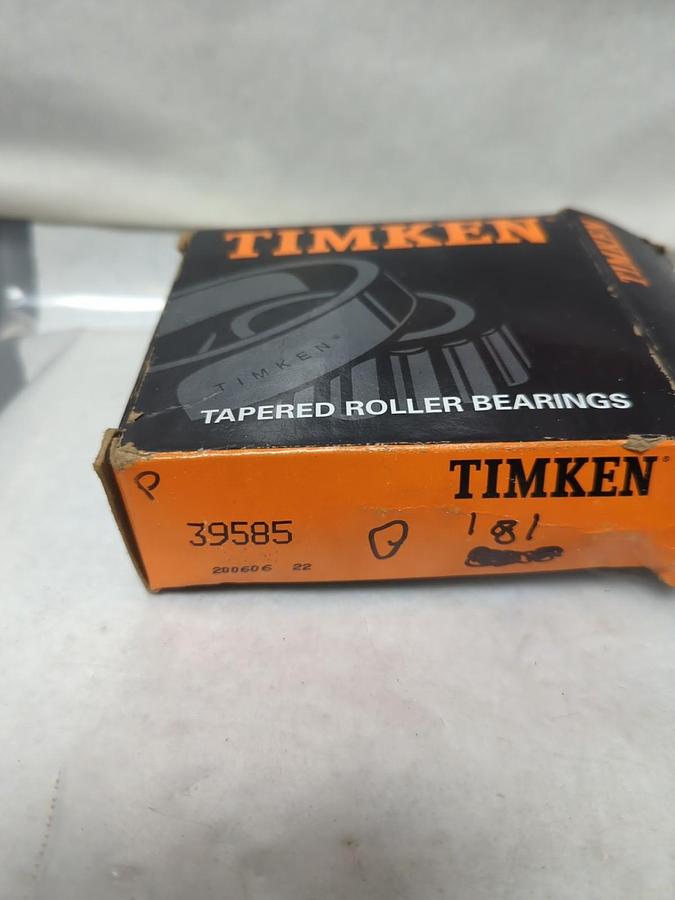 TIMKEN
TIMKEN
TIMKEN®
TAPERED ROLLER BEARINGS
TIMKEN®
P
39585
181
200606 22